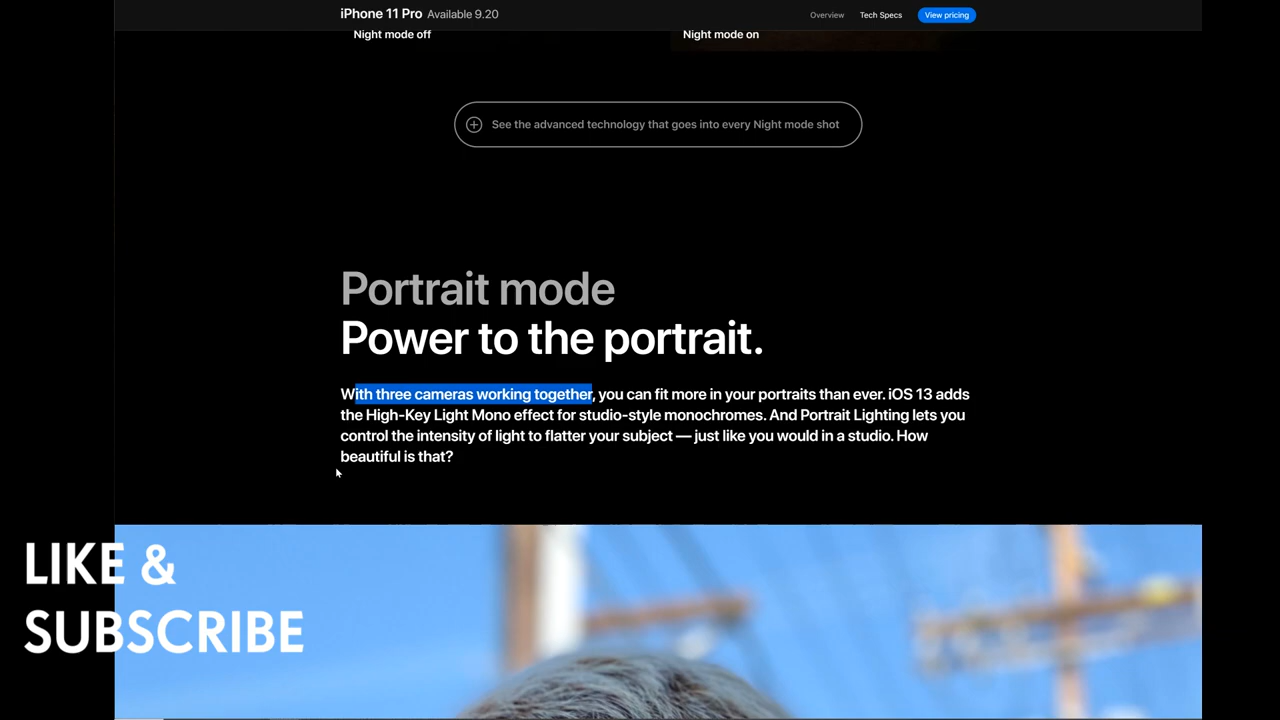 iPhone 11 Pro Available 9.20
Overview Tech Specs View pricing
Night mode off Night mode on
See the advanced technology that goes into every Night mode shot
Portrait mode
Power to the portrait.
With three cameras working together, you can fit more in your portraits than ever. iOS 13 adds
the High-Key Light Mono effect for studio-style monochromes. And Portrait Lighting lets you
control the intensity of light to flatter your subject — just like you would in a studio. How
beautiful is that?
LIKE &
SUBSCRIBE